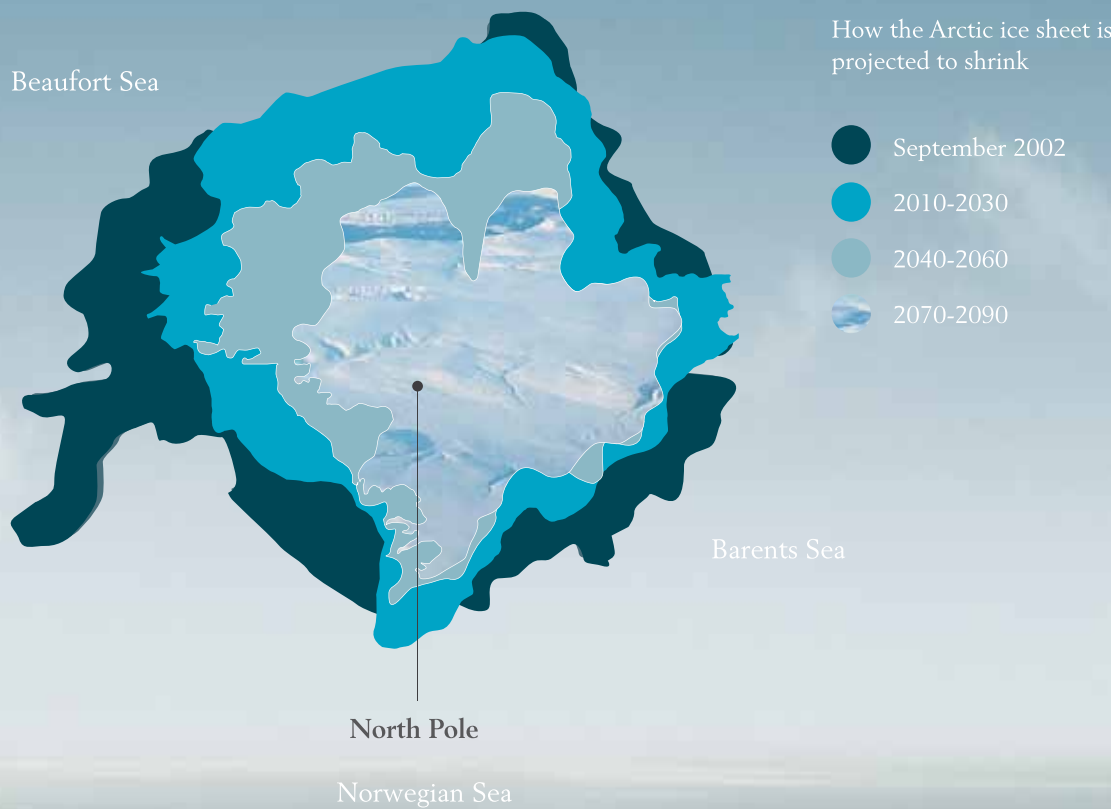 How the Arctic ice sheet is
projected to shrink
Beaufort Sea
September 2002
2010-2030
2040-2060
2070-2090
Barents Sea
North Pole
Norwegian Sea